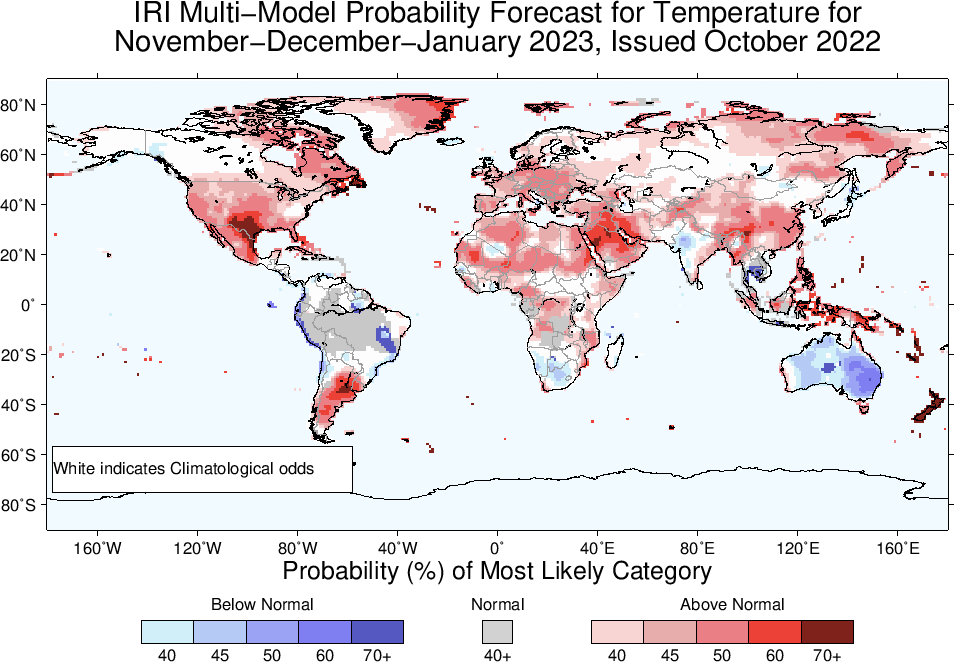 IRI Multi−Model Probability Forecast for Temperature for
November−December−January 2023, Issued October 2022
80˚N
60˚N
40˚N
20˚N
0˚
20˚S
40˚S
60˚S
80˚S
White indicates Climatological odds
160˚W 120˚W 80˚W 40˚W 0˚ 40˚E 80˚E 120˚E 160˚E
Probability (%) of Most Likely Category
Below Normal Normal Above Normal
40 45 50 60 70+ 40+ 40 45 50 60 70+